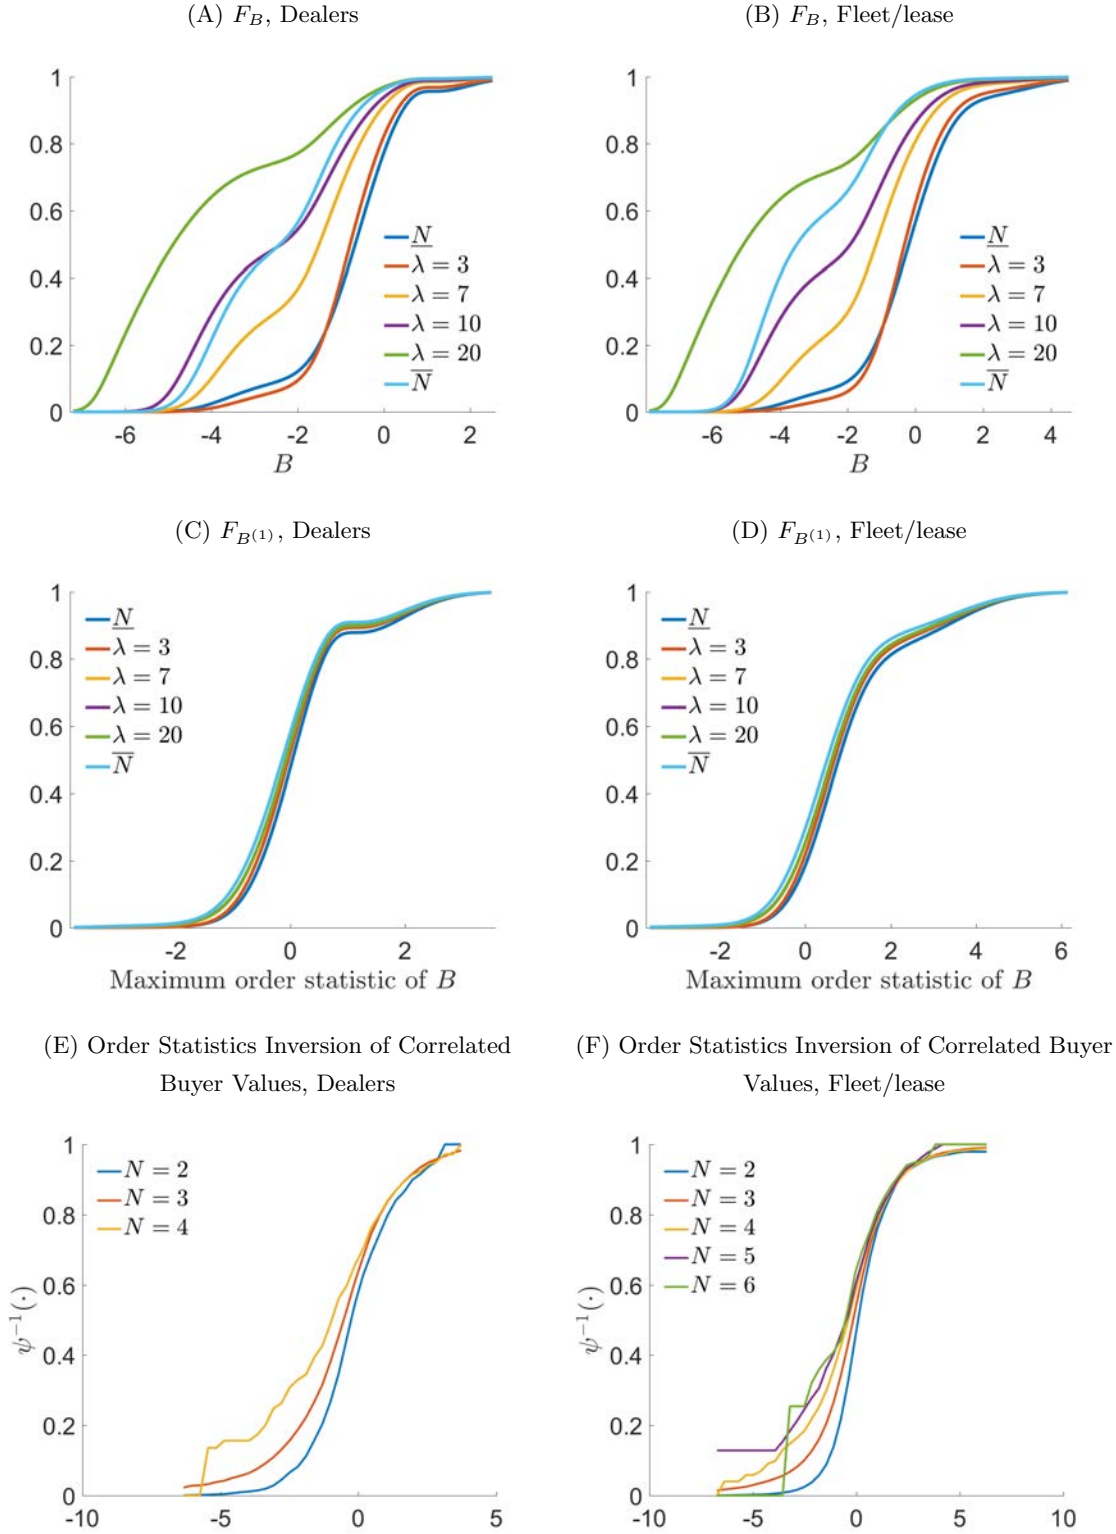 (A) F_B, Dealers
(B) F_B, Fleet/lease
1
0.8
0.6
0.4
0.2
0
-6
-4
-2
0
2
B
N
λ = 3
λ = 7
λ = 10
λ = 20
N
1
0.8
0.6
0.4
0.2
0
-6
-4
-2
0
2
4
B
N
λ = 3
λ = 7
λ = 10
λ = 20
N
(C) F_{B^{(1)}}, Dealers
(D) F_{B^{(1)}}, Fleet/lease
1
0.8
0.6
0.4
0.2
0
N
λ = 3
λ = 7
λ = 10
λ = 20
N
-2
0
2
Maximum order statistic of B
1
0.8
0.6
0.4
0.2
0
N
λ = 3
λ = 7
λ = 10
λ = 20
N
-2
0
2
4
6
Maximum order statistic of B
(E) Order Statistics Inversion of Correlated
Buyer Values, Dealers
(F) Order Statistics Inversion of Correlated Buyer
Values, Fleet/lease
ψ^{-1}(·)
1
0.8
0.6
0.4
0.2
0
N = 2
N = 3
N = 4
-10
-5
0
5
ψ^{-1}(·)
1
0.8
0.6
0.4
0.2
0
N = 2
N = 3
N = 4
N = 5
N = 6
-10
-5
0
5
10